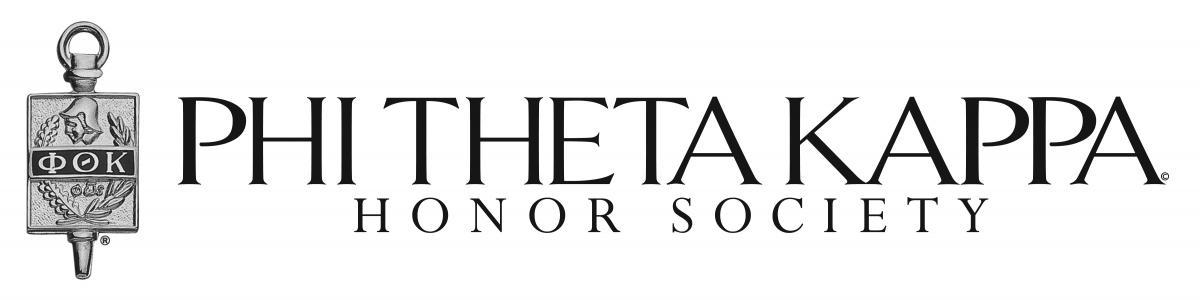 ΦΘΚ
®
PHI THETA KAPPA©
HONOR SOCIETY